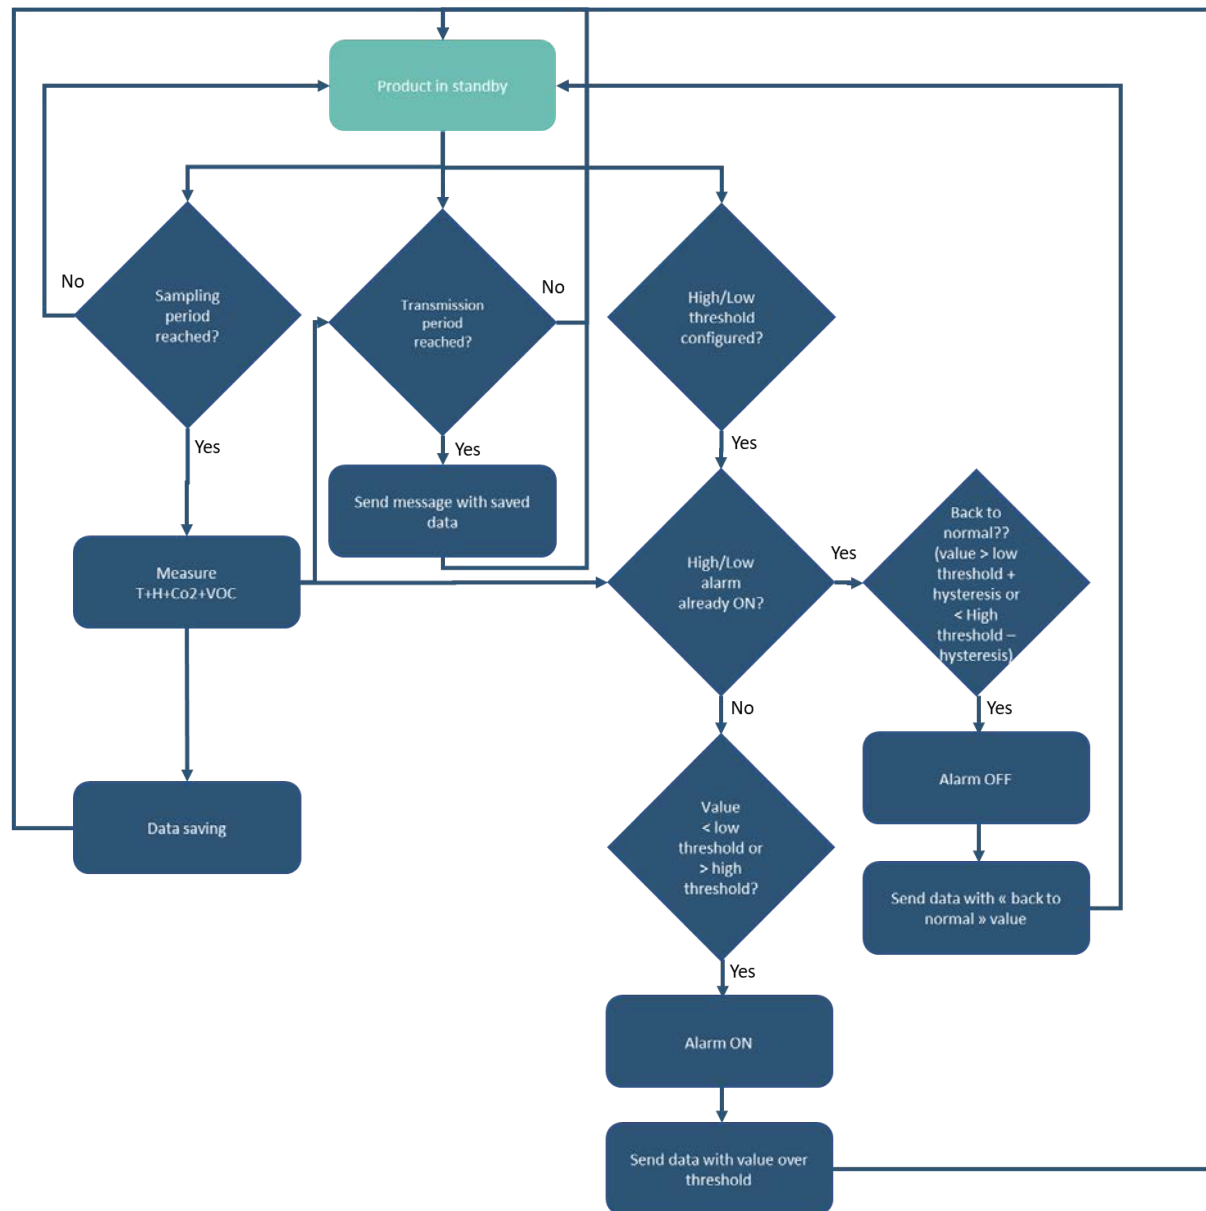 Product in standby
No
Sampling
period
reached?
Transmission
period
reached?
No
High/Low
threshold
configured?
Yes
Yes
Yes
Send message with saved
data
Measure
T+H+Co2+VOC
High/Low
alarm
already ON?
Yes
Back to
normal??
(value > low
threshold +
hysteresis or
< High
threshold –
hysteresis)
No
Yes
Data saving
Value
< low
threshold or
> high
threshold?
Alarm OFF
Send data with « back to
normal » value
Yes
Alarm ON
Send data with value over
threshold